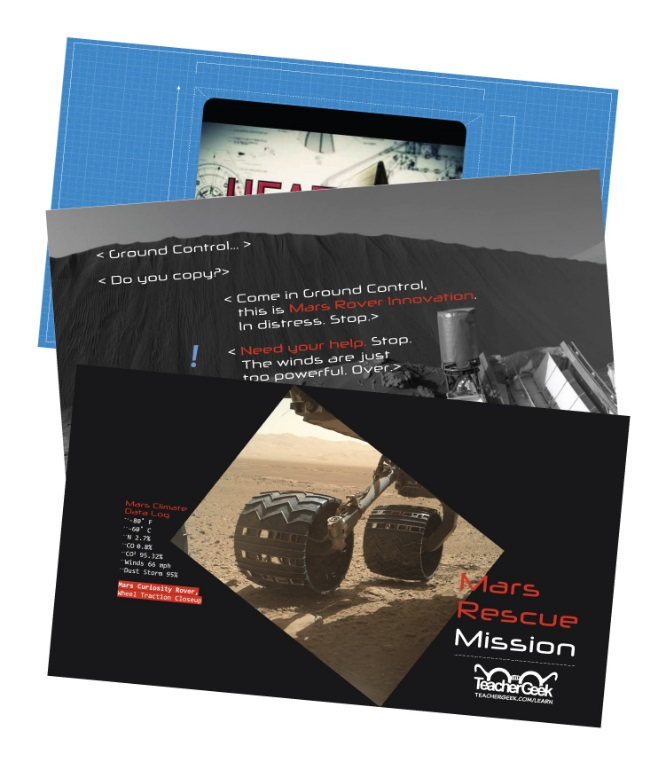 < Ground Control... >
< Do you copy?>
< Come in Ground Control,
this is Mars Rover Innovation.
In distress. Stop.>
!
< Need your help. Stop.
The winds are just
too powerful. Over.>
Mars Climate
Data Log
-80° F
-60° C
N 2.7%
CO 0.8%
CO² 95.32%
Winds 66 mph
Dust Storm 95%
Mars Curiosity Rover,
Wheel Traction Closeup
Mars
Rescue
Mission
TeacherGeek
TEACHERGEEK.COM/LEARN